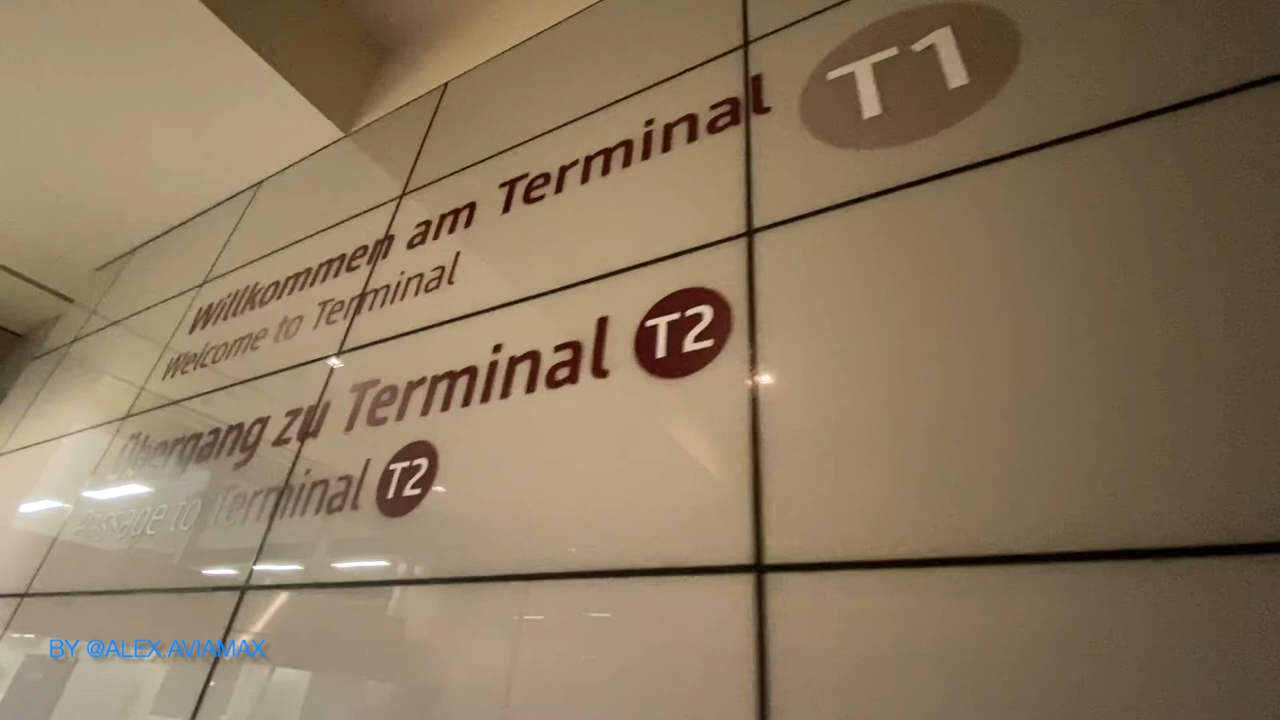 Willkommen am Terminal T1
Welcome to Terminal
Übergang zu Terminal T2
Passage to Terminal T2
BY @ALEX.AVIAMAX